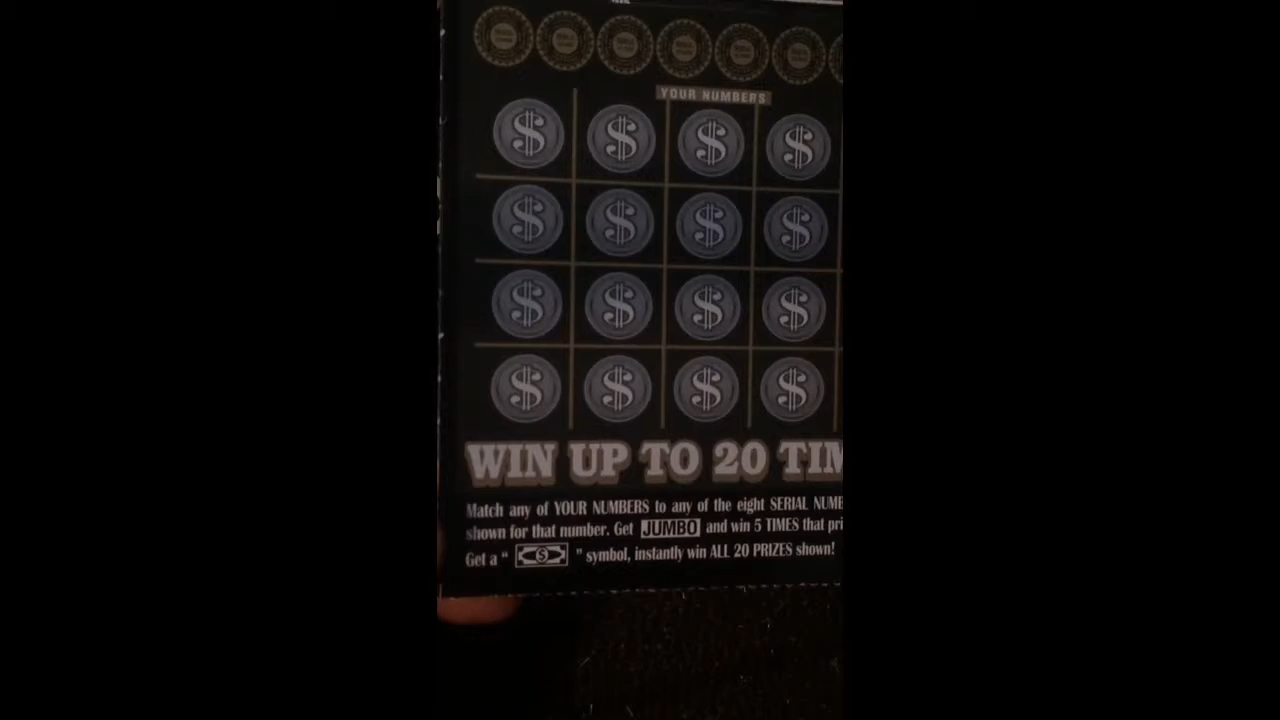 YOUR NUMBERS
$ $ $ $
$ $ $ $
$ $ $ $
$ $ $ $
WIN UP TO 20 TIM
Match any of YOUR NUMBERS to any of the eight SERIAL NUMB
shown for that number. Get JUMBO and win 5 TIMES that pri
Get a " $ " symbol, instantly win ALL 20 PRIZES shown!